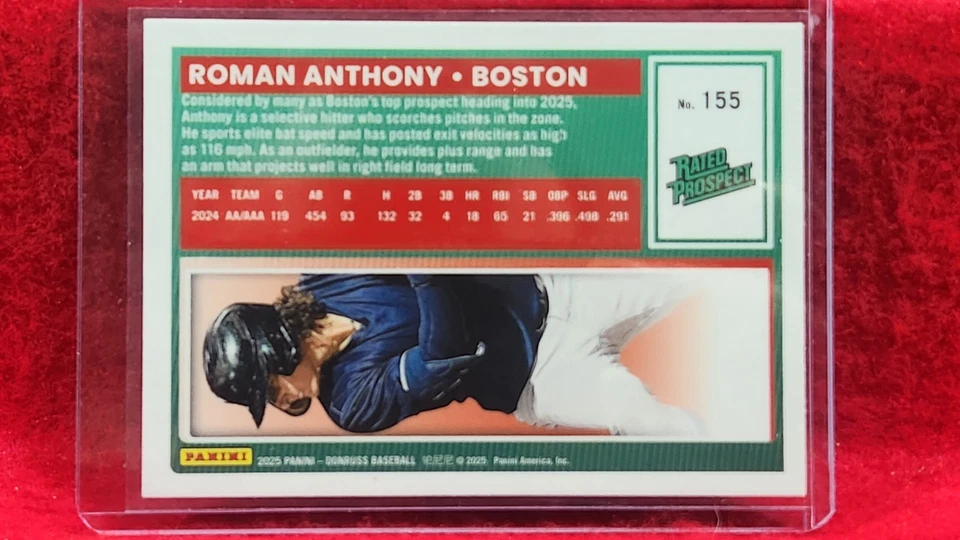 ROMAN ANTHONY • BOSTON
Considered by many as Boston's top prospect heading into 2025,
Anthony is a selective hitter who scorches pitches in the zone.
He sports elite bat speed and has posted exit velocities as high
as 116 mph. As an outfielder, he provides plus range and has
an arm that projects well in right field long term.
No. 155
RATED
PROSPECT
YEAR TEAM G AB R H 2B 3B HR RBI SB OBP SLG AVG
2024 AA/AAA 119 454 93 132 32 4 18 65 21 .396 .498 .291
PANINI 2025 PANINI – DONRUSS BASEBALL © 2025 Panini America, Inc.